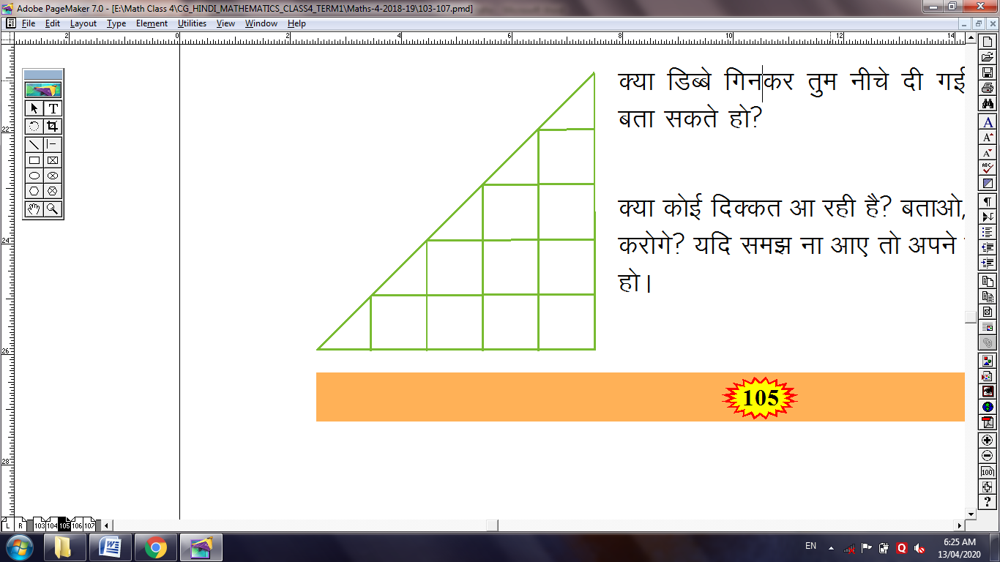 Adobe PageMaker 7.0 - [E:\Math Class 4\CG_HINDI_MATHEMATICS_CLASS4_TERM1\Maths-4-2018-19\103-107.pmd]
File Edit Layout Type Element Utilities View Window Help
2 0 2 4 6 8 10 12 14
क्या डिब्बे गिनकर तुम नीचे दी गई
बता सकते हो?
क्या कोई दिक्कत आ रही है? बताओ,
करोगे? यदि समझ ना आए तो अपने
हो।
22
24
26
28
105
L R 103 104 105 106 107
EN
6:25 AM
13/04/2020